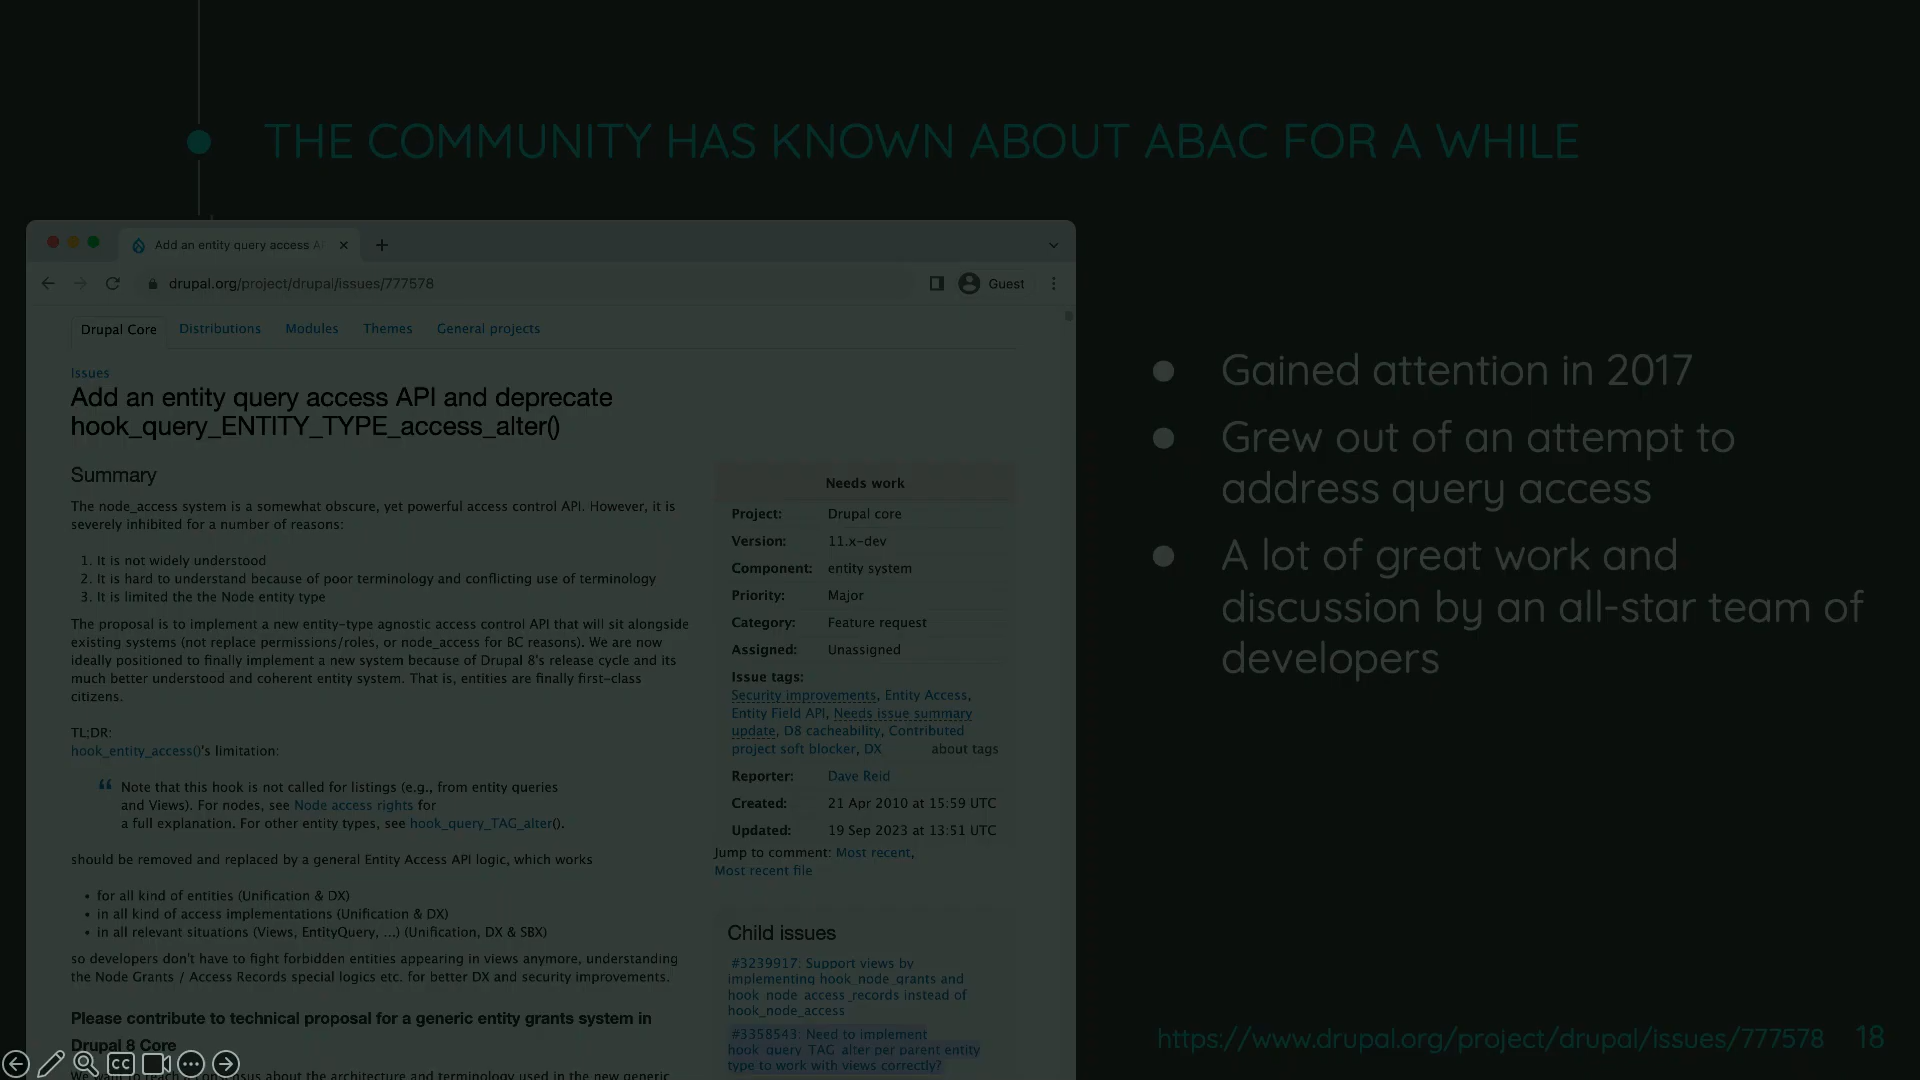 THE COMMUNITY HAS KNOWN ABOUT ABAC FOR A WHILE
Add an entity query access AP
drupal.org/project/drupal/issues/777578
Guest
Drupal Core
Distributions
Modules
Themes
General projects
Issues
Add an entity query access API and deprecate
hook_query_ENTITY_TYPE_access_alter()
Summary
The node_access system is a somewhat obscure, yet powerful access control API. However, it is
severely inhibited for a number of reasons:
1. It is not widely understood
2. It is hard to understand because of poor terminology and conflicting use of terminology
3. It is limited the the Node entity type
The proposal is to implement a new entity-type agnostic access control API that will sit alongside
existing systems (not replace permissions/roles, or node_access for BC reasons). We are now
ideally positioned to finally implement a new system because of Drupal 8's release cycle and its
much better understood and coherent entity system. That is, entities are finally first-class
citizens.
TL;DR:
hook_entity_access()'s limitation:
Note that this hook is not called for listings (e.g., from entity queries
and Views). For nodes, see Node access rights for
a full explanation. For other entity types, see hook_query_TAG_alter().
should be removed and replaced by a general Entity Access API logic, which works
• for all kind of entities (Unification & DX)
• in all kind of access implementations (Unification & DX)
• in all relevant situations (Views, EntityQuery, ...) (Unification, DX & SBX)
so developers don't have to fight forbidden entities appearing in views anymore, understanding
the Node Grants / Access Records special logics etc. for better DX and security improvements.
Please contribute to technical proposal for a generic entity grants system in
Drupal 8 Core
about the architecture and terminology used in the new generic
Needs work
Project: Drupal core
Version: 11.x-dev
Component: entity system
Priority: Major
Category: Feature request
Assigned: Unassigned
Issue tags:
Security improvements, Entity Access,
Entity Field API, Needs issue summary
update, D8 cacheability, Contributed
project soft blocker, DX about tags
Reporter: Dave Reid
Created: 21 Apr 2010 at 15:59 UTC
Updated: 19 Sep 2023 at 13:51 UTC
Jump to comment: Most recent,
Most recent file
Child issues
#3239917: Support views by
implementing hook_node_grants and
hook_node_access_records instead of
hook_node_access
#3358543: Need to implement
hook_query_TAG_alter per parent entity
type to work with views correctly?
● Gained attention in 2017
● Grew out of an attempt to
address query access
● A lot of great work and
discussion by an all-star team of
developers
https://www.drupal.org/project/drupal/issues/777578
18
CC